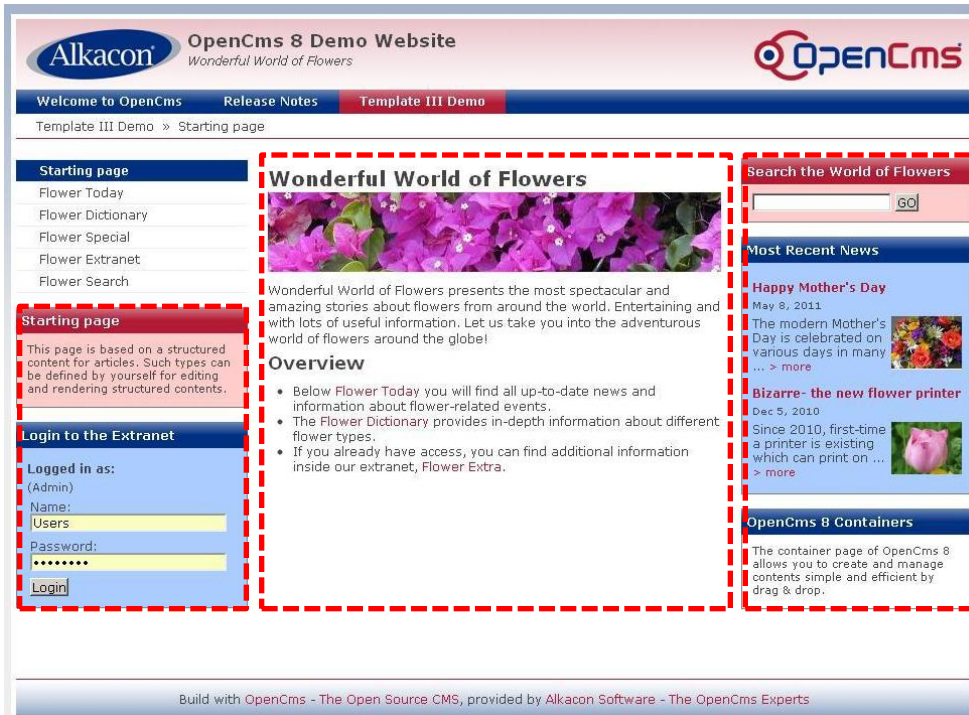 Alkacon
OpenCms 8 Demo Website
Wonderful World of Flowers
OpenCms
Welcome to OpenCms
Release Notes
Template III Demo
Template III Demo » Starting page
Starting page
Flower Today
Flower Dictionary
Flower Special
Flower Extranet
Flower Search
Starting page
This page is based on a structured
content for articles. Such types can
be defined by yourself for editing
and rendering structured contents.
Login to the Extranet
Logged in as:
(Admin)
Name:
Users
Password:
••••••••
Login
Wonderful World of Flowers
Wonderful World of Flowers presents the most spectacular and
amazing stories about flowers from around the world. Entertaining and
with lots of useful information. Let us take you into the adventurous
world of flowers around the globe!
Overview
• Below Flower Today you will find all up-to-date news and
information about flower-related events.
• The Flower Dictionary provides in-depth information about different
flower types.
• If you already have access, you can find additional information
inside our extranet, Flower Extra.
Search the World of Flowers
GO
Most Recent News
Happy Mother's Day
May 8, 2011
The modern Mother's
Day is celebrated on
various days in many
... > more
Bizarre- the new flower printer
Dec 5, 2010
Since 2010, first-time
a printer is existing
which can print on ...
> more
OpenCms 8 Containers
The container page of OpenCms 8
allows you to create and manage
contents simple and efficient by
drag & drop.
Build with OpenCms - The Open Source CMS, provided by Alkacon Software - The OpenCms Experts